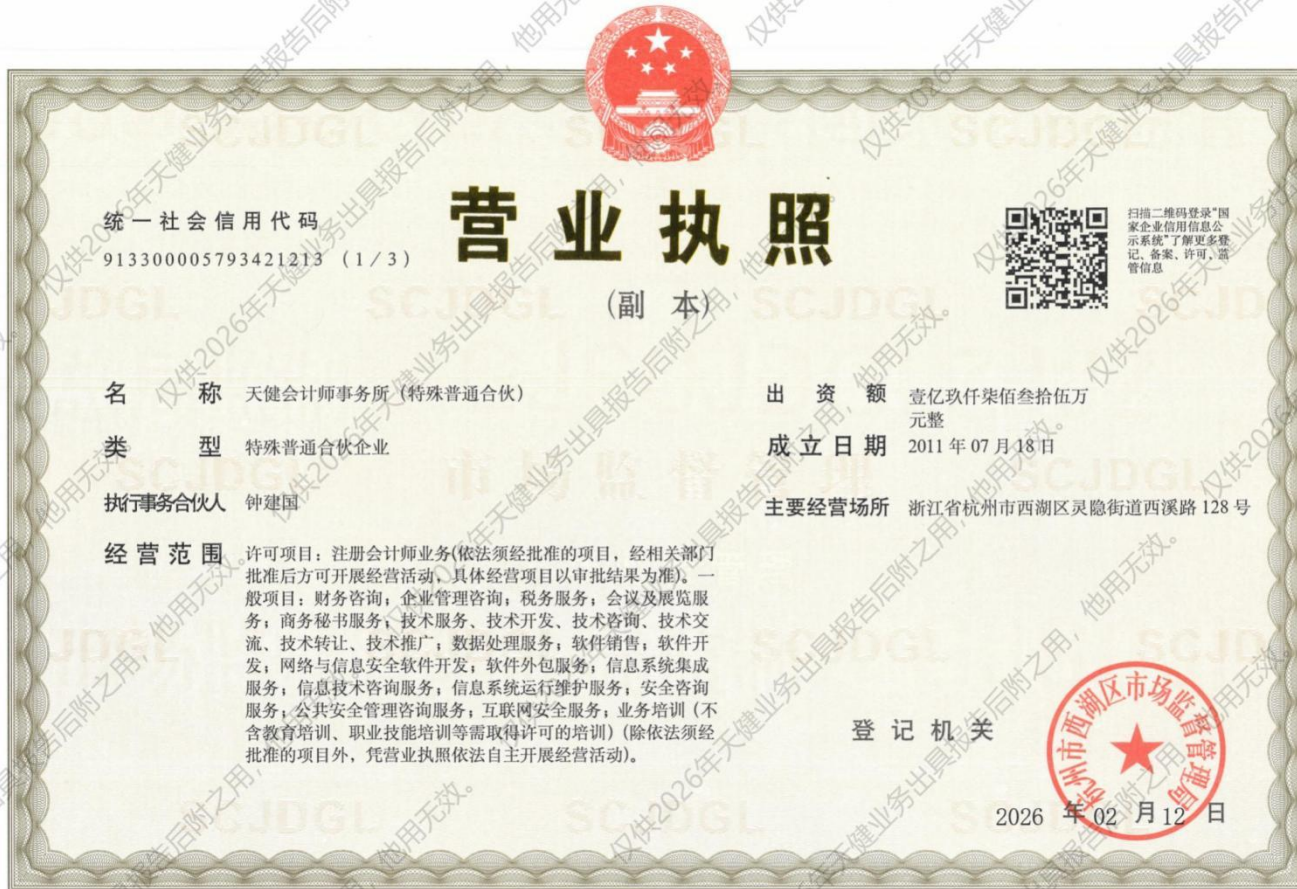 统一社会信用代码
913300005793421213 (1/3)
营业执照
(副 本)
扫描二维码登录"国
家企业信用信息公
示系统"了解更多登
记、备案、许可、监
管信息
名 称 天健会计师事务所（特殊普通合伙）
类 型 特殊普通合伙企业
执行事务合伙人 钟建国
经营范围 许可项目：注册会计师业务(依法须经批准的项目，经相关部门
批准后方可开展经营活动，具体经营项目以审批结果为准)。一
般项目：财务咨询；企业管理咨询；税务服务；会议及展览服
务；商务秘书服务；技术服务、技术开发、技术咨询、技术交
流、技术转让、技术推广；数据处理服务；软件销售；软件开
发；网络与信息安全软件开发；软件外包服务；信息系统集成
服务；信息技术咨询服务；信息系统运行维护服务；安全咨询
服务；公共安全管理咨询服务；互联网安全服务；业务培训（不
含教育培训、职业技能培训等需取得许可的培训）(除依法须经
批准的项目外，凭营业执照依法自主开展经营活动)。
出 资 额 壹亿玖仟柒佰叁拾伍万
元整
成立日期 2011年07月18日
主要经营场所 浙江省杭州市西湖区灵隐街道西溪路128号
登记机关
杭州市西湖区市场监督管理局
2026 年 02 月 12 日
仅供2026年天健业务出具报告后附之用，他用无效。
SCJDGL
市场监督管理